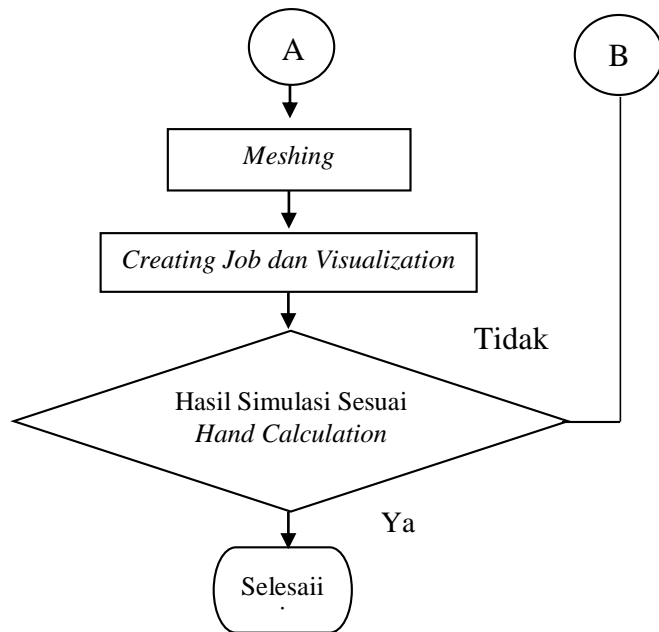 A
B
Meshing
Creating Job dan Visualization
Tidak
Hasil Simulasi Sesuai
Hand Calculation
Ya
Selesaii
.